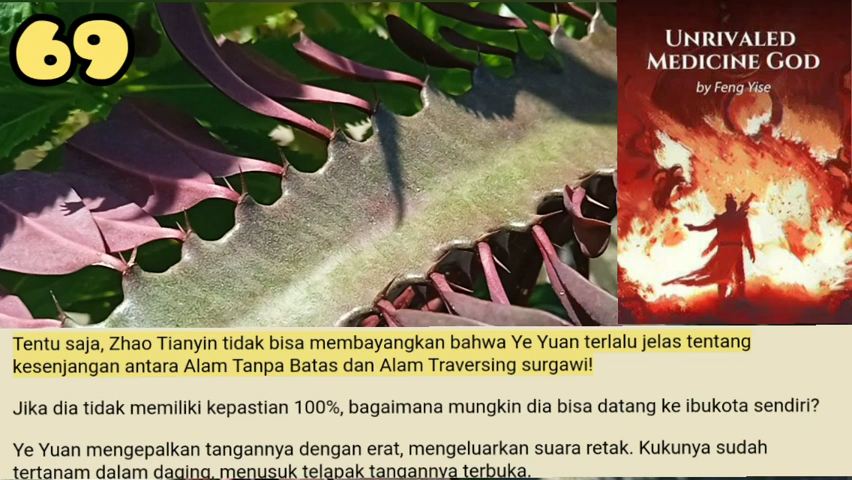 69
UNRIVALED
MEDICINE GOD
by Feng Yise
Tentu saja, Zhao Tianyin tidak bisa membayangkan bahwa Ye Yuan terlalu jelas tentang
kesenjangan antara Alam Tanpa Batas dan Alam Traversing surgawi!
Jika dia tidak memiliki kepastian 100%, bagaimana mungkin dia bisa datang ke ibukota sendiri?
Ye Yuan mengepalkan tangannya dengan erat, mengeluarkan suara retak. Kukunya sudah
tertanam dalam daging, menusuk telapak tangannya terbuka.